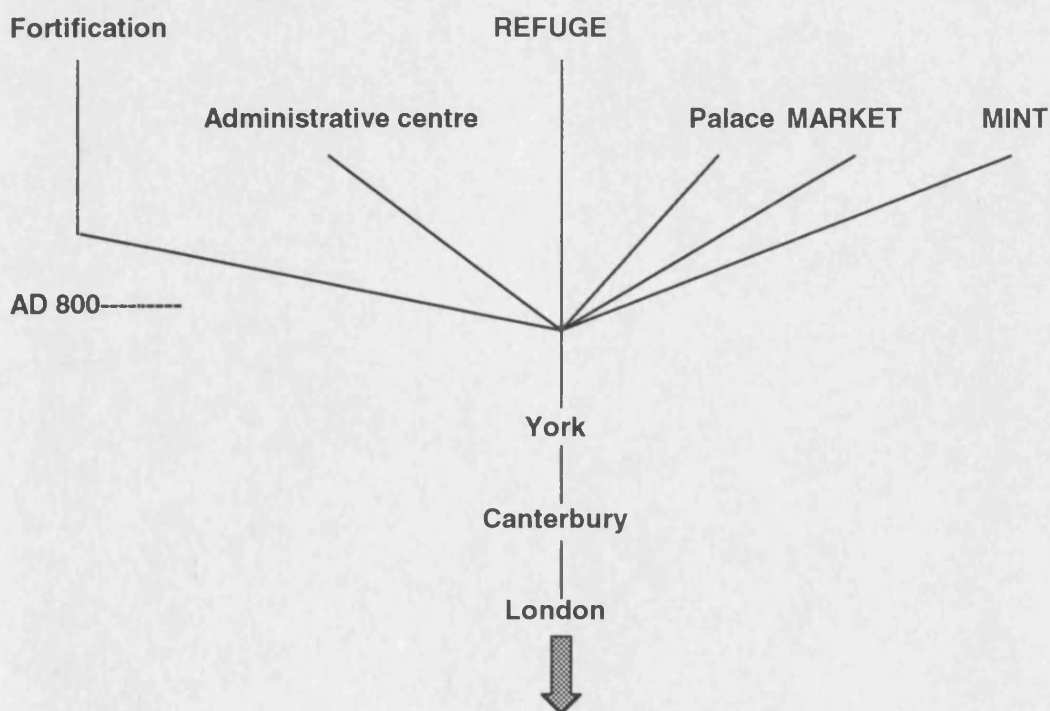 Fortification REFUGE
Administrative centre Palace MARKET MINT
AD 800
York
Canterbury
London